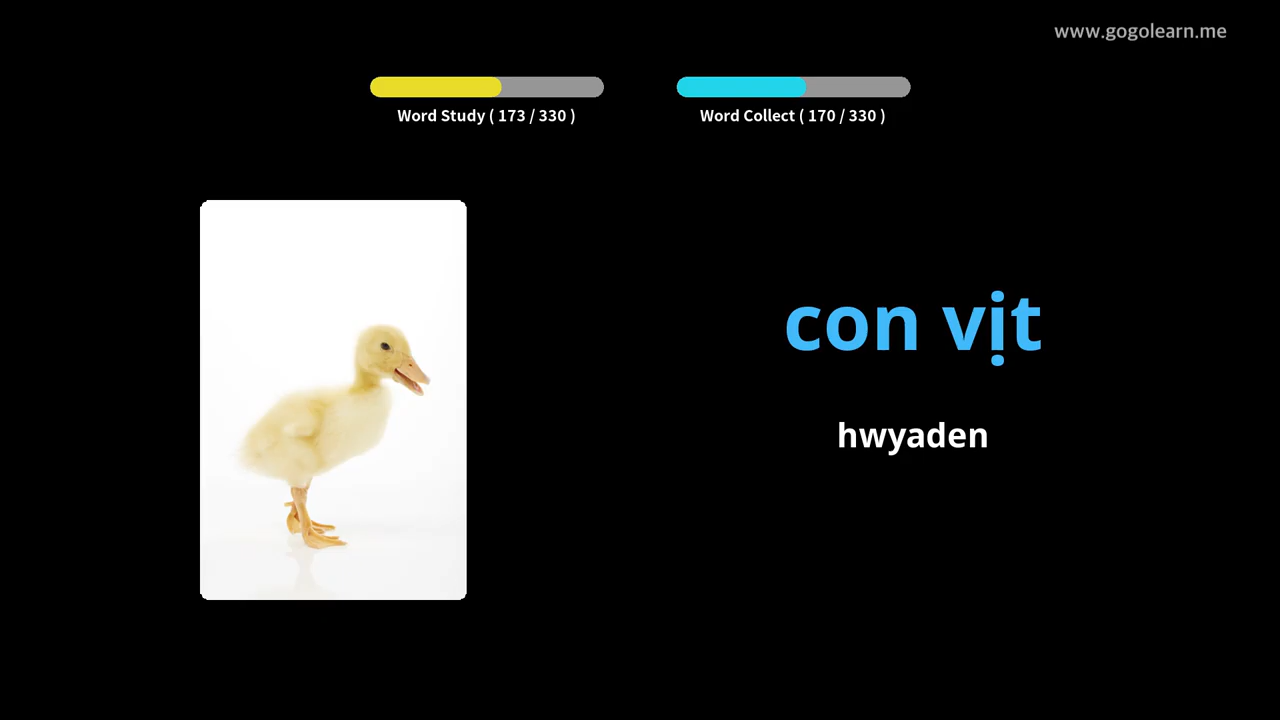 www.gogolearn.me
Word Study ( 173 / 330 )
Word Collect ( 170 / 330 )
con vịt
hwyaden